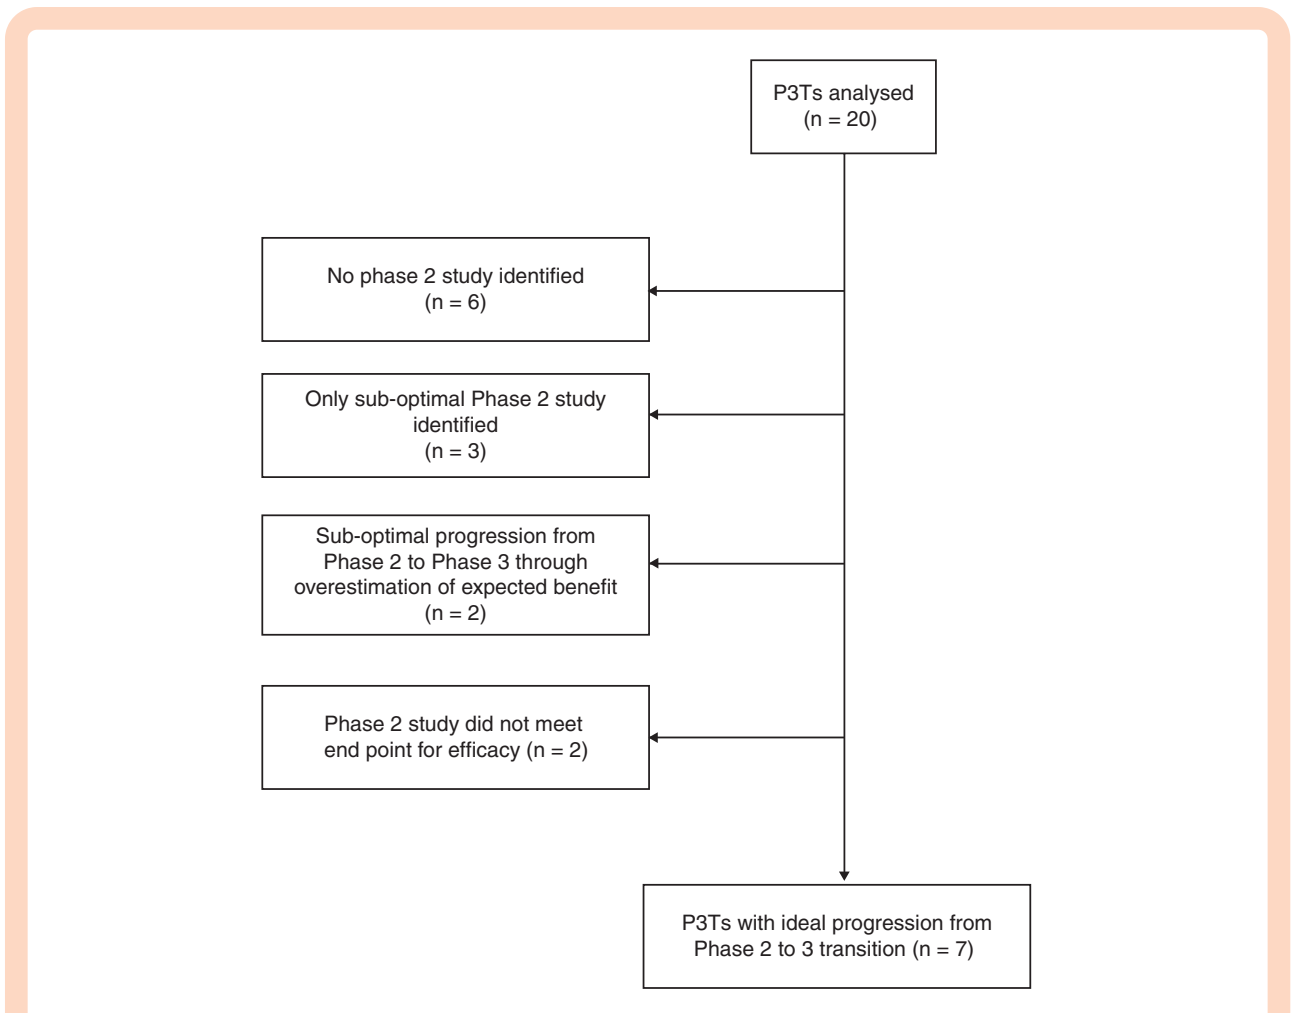 P3Ts analysed
(n = 20)
No phase 2 study identified
(n = 6)
Only sub-optimal Phase 2 study
identified
(n = 3)
Sub-optimal progression from
Phase 2 to Phase 3 through
overestimation of expected benefit
(n = 2)
Phase 2 study did not meet
end point for efficacy (n = 2)
P3Ts with ideal progression from
Phase 2 to 3 transition (n = 7)